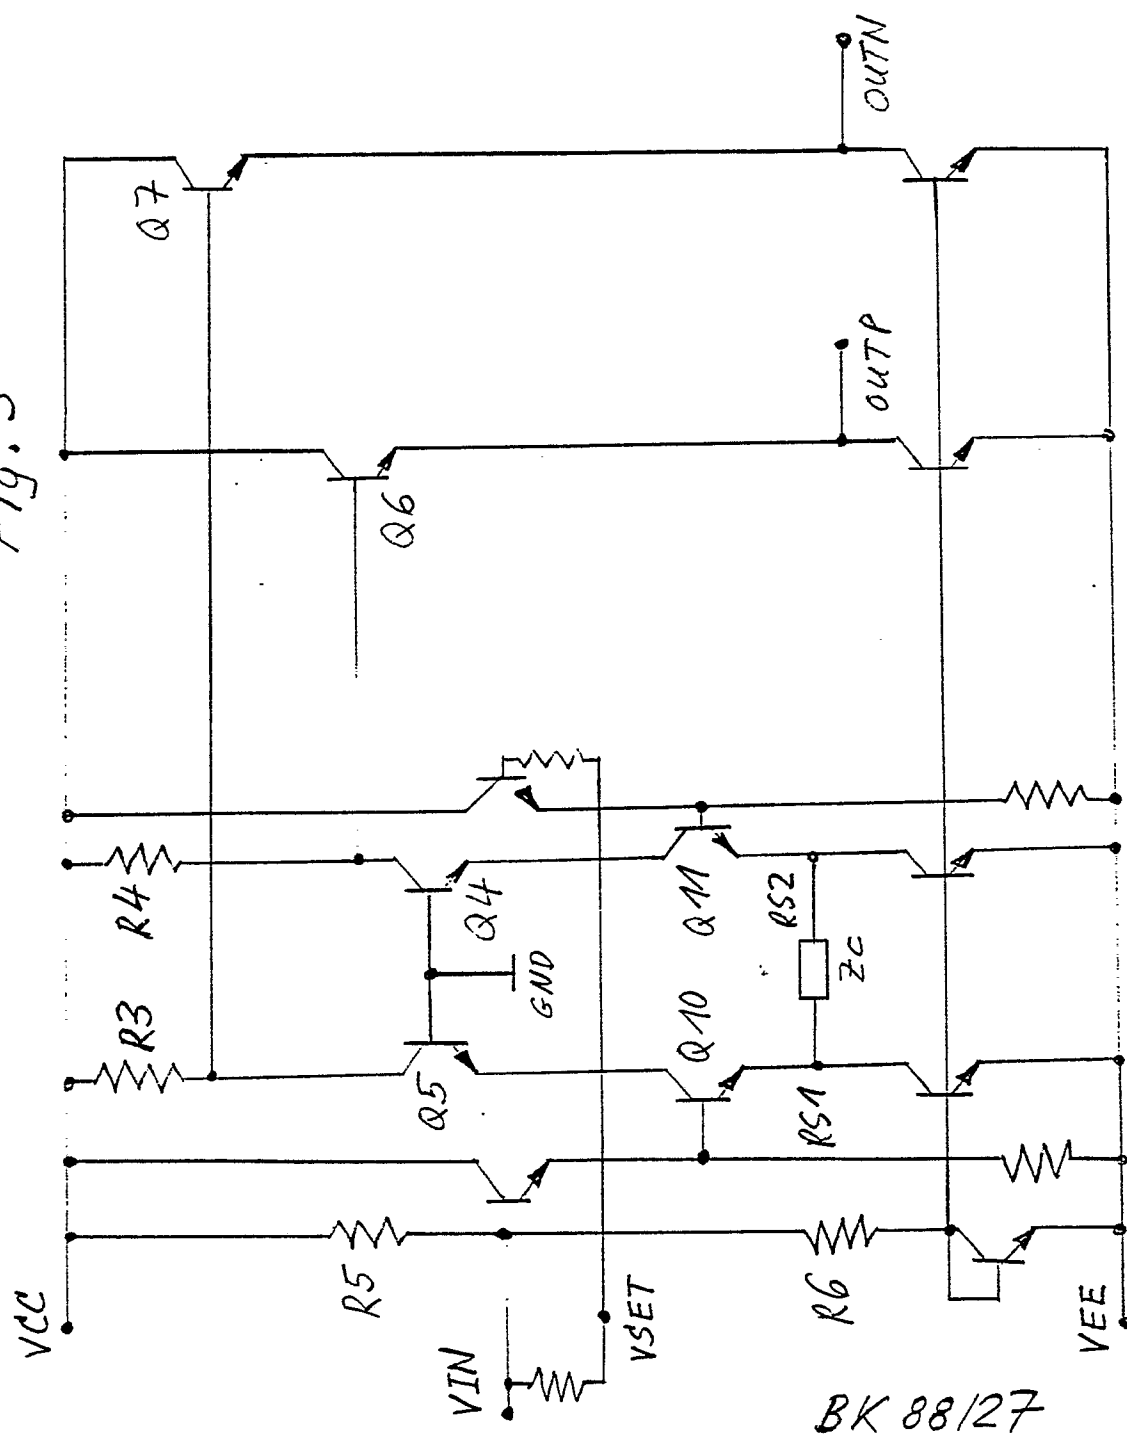 Fig. 3
VCC
R3
R4
Q7
Q6
R5
Q5
Q4
GND
VIN
VSET
Q10
Q11
RS1
RS2
ZC
R6
OUTP
OUTN
VEE
BK 88/27